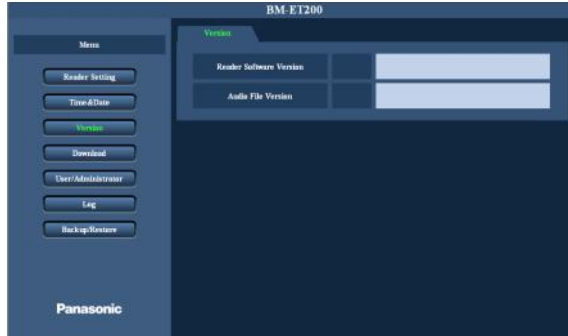 BM-ET200
Menu
Reader Setting
Time&Date
Version
Download
User/Administrator
Log
Backup/Restore
Panasonic
Version
Reader Software Version
Audio File Version